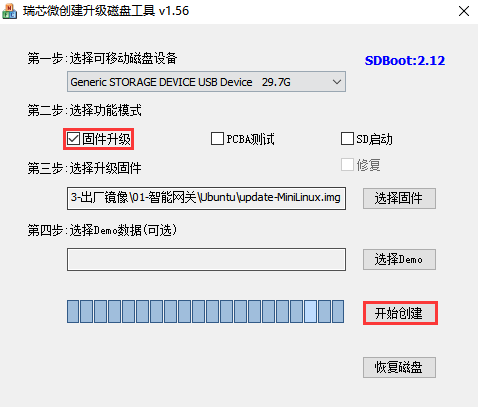 瑞芯微创建升级磁盘工具 v1.56
第一步:选择可移动磁盘设备
SDBoot:2.12
Generic STORAGE DEVICE USB Device 29.7G
第二步:选择功能模式
固件升级 PCBA测试 SD启动
修复
第三步:选择升级固件
3-出厂镜像\01-智能网关\Ubuntu\update-MiniLinux.img 选择固件
第四步:选择Demo数据(可选)
选择Demo
开始创建
恢复磁盘